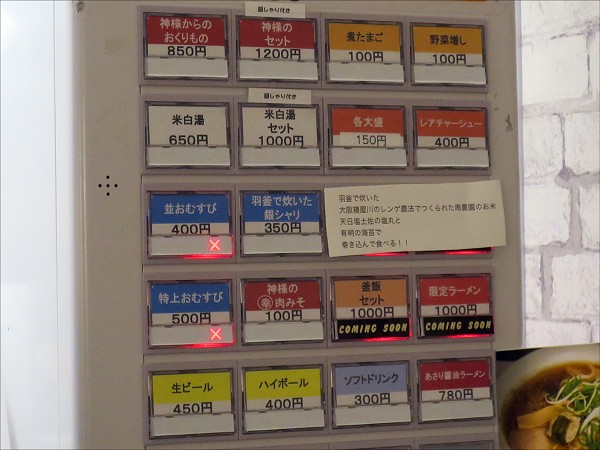 銀しゃり付き
神様からの
おくりもの
850円
神様の
セット
1200円
煮たまご
100円
野菜増し
100円
銀しゃり付き
米白湯
650円
米白湯
セット
1000円
各大盛
150円
レアチャーシュー
400円
並おむすび
400円
羽釜で炊いた
銀シャリ
350円
羽釜で炊いた
大阪寝屋川のレンゲ農法でつくられた南農園のお米
天日塩土佐の塩丸と
有明の海苔で
巻き込んで食べる!!
特上おむすび
500円
神様の
幸肉みそ
100円
釜飯
セット
1000円
COMING SOON
限定ラーメン
1000円
COMING SOON
生ビール
450円
ハイボール
400円
ソフトドリンク
300円
あさり醤油ラーメン
780円